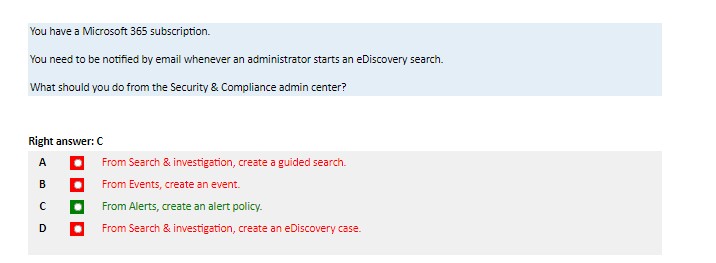 You have a Microsoft 365 subscription.
You need to be notified by email whenever an administrator starts an eDiscovery search.
What should you do from the Security & Compliance admin center?
Right answer: C
A From Search & investigation, create a guided search.
B From Events, create an event.
C From Alerts, create an alert policy.
D From Search & investigation, create an eDiscovery case.